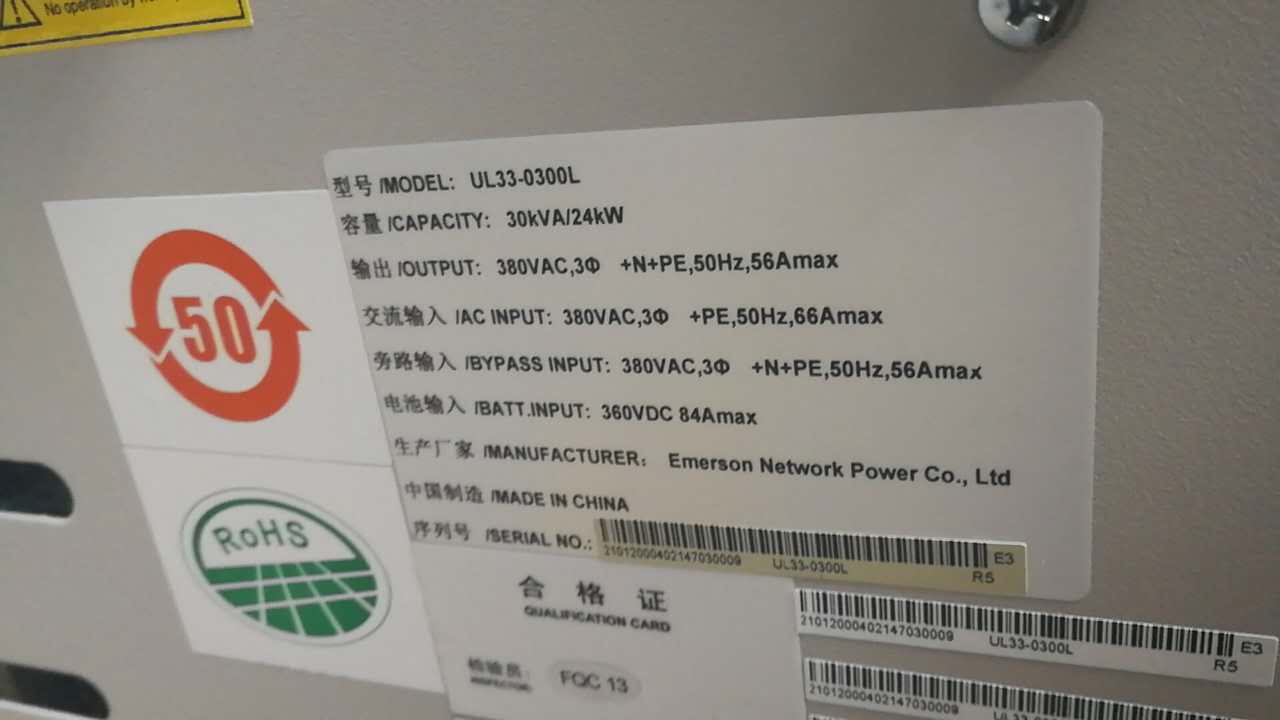 No operation by
型号 /MODEL: UL33-0300L
容量 /CAPACITY: 30kVA/24kW
输出 /OUTPUT: 380VAC,3Φ +N+PE,50Hz,56Amax
交流输入 /AC INPUT: 380VAC,3Φ +PE,50Hz,66Amax
旁路输入 /BYPASS INPUT: 380VAC,3Φ +N+PE,50Hz,56Amax
电池输入 /BATT.INPUT: 360VDC 84Amax
生产厂家 /MANUFACTURER: Emerson Network Power Co., Ltd
中国制造 /MADE IN CHINA
序列号 /SERIAL NO.:
21012000402147030009 UL33-0300L E3
R5
50
RoHS
合格证
QUALIFICATION CARD
检验员:
INSPECTOR:
FQC 13
21012000402147030009 UL33-0300L E3
R5
21012000402147030009 UL33-0300L